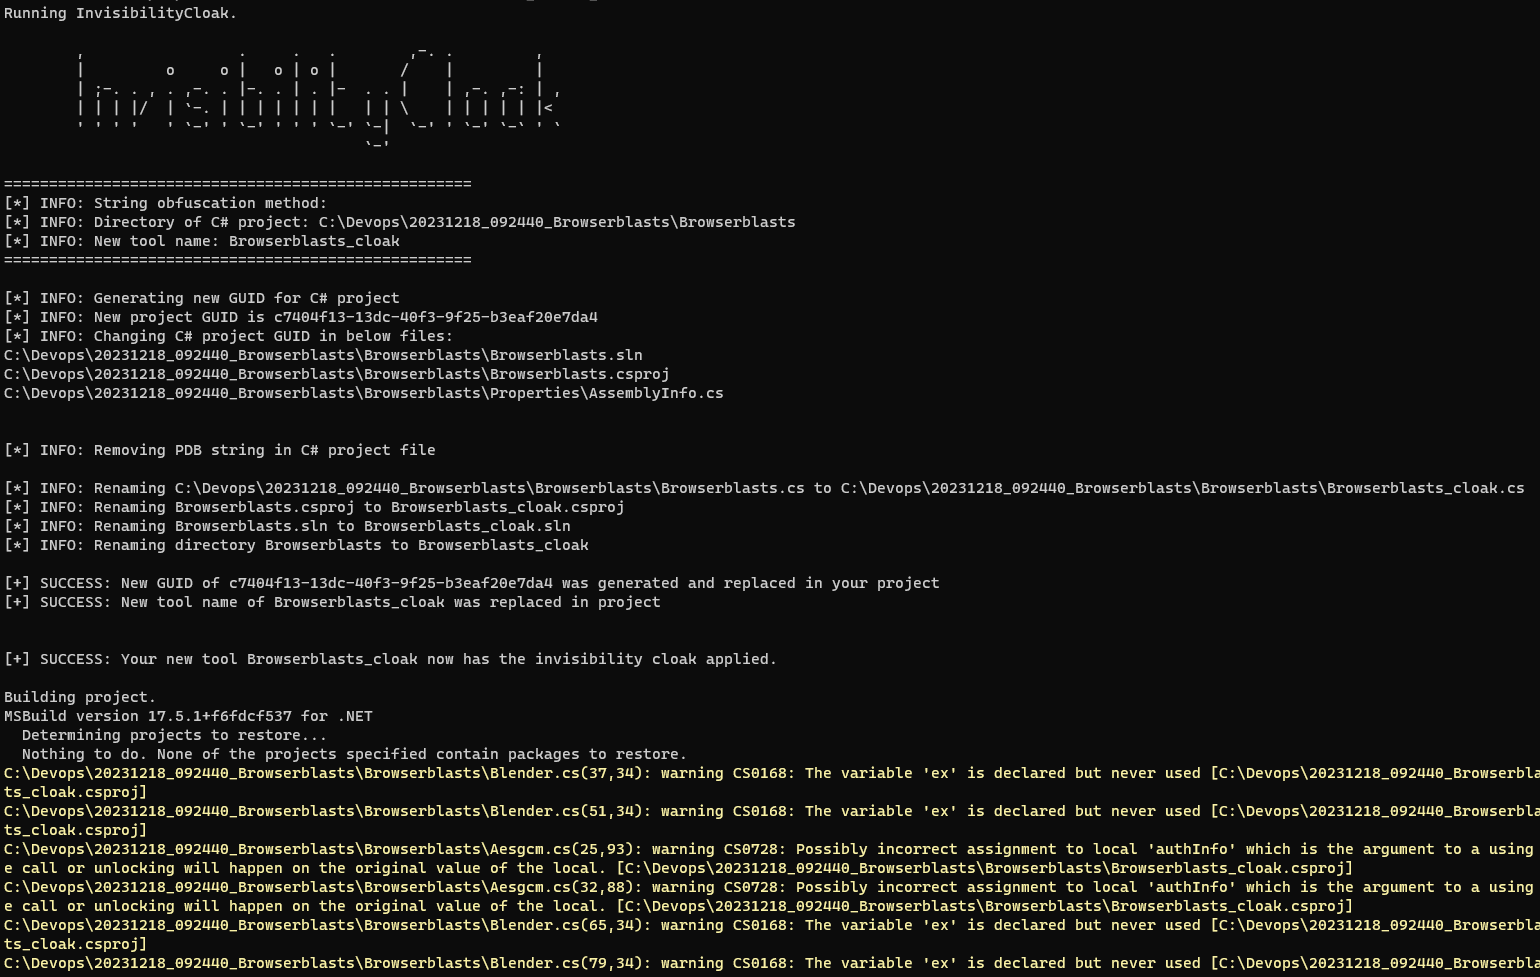 Running InvisibilityCloak.
,                 .     .   .        ,-. .         ,
|         o     o |   o | o |       /    |         |
| ;-. . , . ,-. . |-. . | . |-  . . |    | ,-. ,-: | ,
| | | |/  | `-. | | | | | | |   | | \    | | | | | |<
' ' ' '   ' `-' ' `-' ' ' ' `-' `-|  `-' ' `-' `-` ' `
`-'
====================================================
[*] INFO: String obfuscation method:
[*] INFO: Directory of C# project: C:\Devops\20231218_092440_Browserblasts\Browserblasts
[*] INFO: New tool name: Browserblasts_cloak
====================================================
[*] INFO: Generating new GUID for C# project
[*] INFO: New project GUID is c7404f13-13dc-40f3-9f25-b3eaf20e7da4
[*] INFO: Changing C# project GUID in below files:
C:\Devops\20231218_092440_Browserblasts\Browserblasts\Browserblasts.sln
C:\Devops\20231218_092440_Browserblasts\Browserblasts\Browserblasts.csproj
C:\Devops\20231218_092440_Browserblasts\Browserblasts\Properties\AssemblyInfo.cs
[*] INFO: Removing PDB string in C# project file
[*] INFO: Renaming C:\Devops\20231218_092440_Browserblasts\Browserblasts\Browserblasts.cs to C:\Devops\20231218_092440_Browserblasts\Browserblasts\Browserblasts_cloak.cs
[*] INFO: Renaming Browserblasts.csproj to Browserblasts_cloak.csproj
[*] INFO: Renaming Browserblasts.sln to Browserblasts_cloak.sln
[*] INFO: Renaming directory Browserblasts to Browserblasts_cloak
[+] SUCCESS: New GUID of c7404f13-13dc-40f3-9f25-b3eaf20e7da4 was generated and replaced in your project
[+] SUCCESS: New tool name of Browserblasts_cloak was replaced in project
[+] SUCCESS: Your new tool Browserblasts_cloak now has the invisibility cloak applied.
Building project.
MSBuild version 17.5.1+f6fdcf537 for .NET
Determining projects to restore...
Nothing to do. None of the projects specified contain packages to restore.
C:\Devops\20231218_092440_Browserblasts\Browserblasts\Blender.cs(37,34): warning CS0168: The variable 'ex' is declared but never used [C:\Devops\20231218_092440_Browserbla
ts_cloak.csproj]
C:\Devops\20231218_092440_Browserblasts\Browserblasts\Blender.cs(51,34): warning CS0168: The variable 'ex' is declared but never used [C:\Devops\20231218_092440_Browserbla
ts_cloak.csproj]
C:\Devops\20231218_092440_Browserblasts\Browserblasts\Aesgcm.cs(25,93): warning CS0728: Possibly incorrect assignment to local 'authInfo' which is the argument to a using
e call or unlocking will happen on the original value of the local. [C:\Devops\20231218_092440_Browserblasts\Browserblasts\Browserblasts_cloak.csproj]
C:\Devops\20231218_092440_Browserblasts\Browserblasts\Aesgcm.cs(32,88): warning CS0728: Possibly incorrect assignment to local 'authInfo' which is the argument to a using
e call or unlocking will happen on the original value of the local. [C:\Devops\20231218_092440_Browserblasts\Browserblasts\Browserblasts_cloak.csproj]
C:\Devops\20231218_092440_Browserblasts\Browserblasts\Blender.cs(65,34): warning CS0168: The variable 'ex' is declared but never used [C:\Devops\20231218_092440_Browserbla
ts_cloak.csproj]
C:\Devops\20231218_092440_Browserblasts\Browserblasts\Blender.cs(79,34): warning CS0168: The variable 'ex' is declared but never used [C:\Devops\20231218_092440_Browserbla